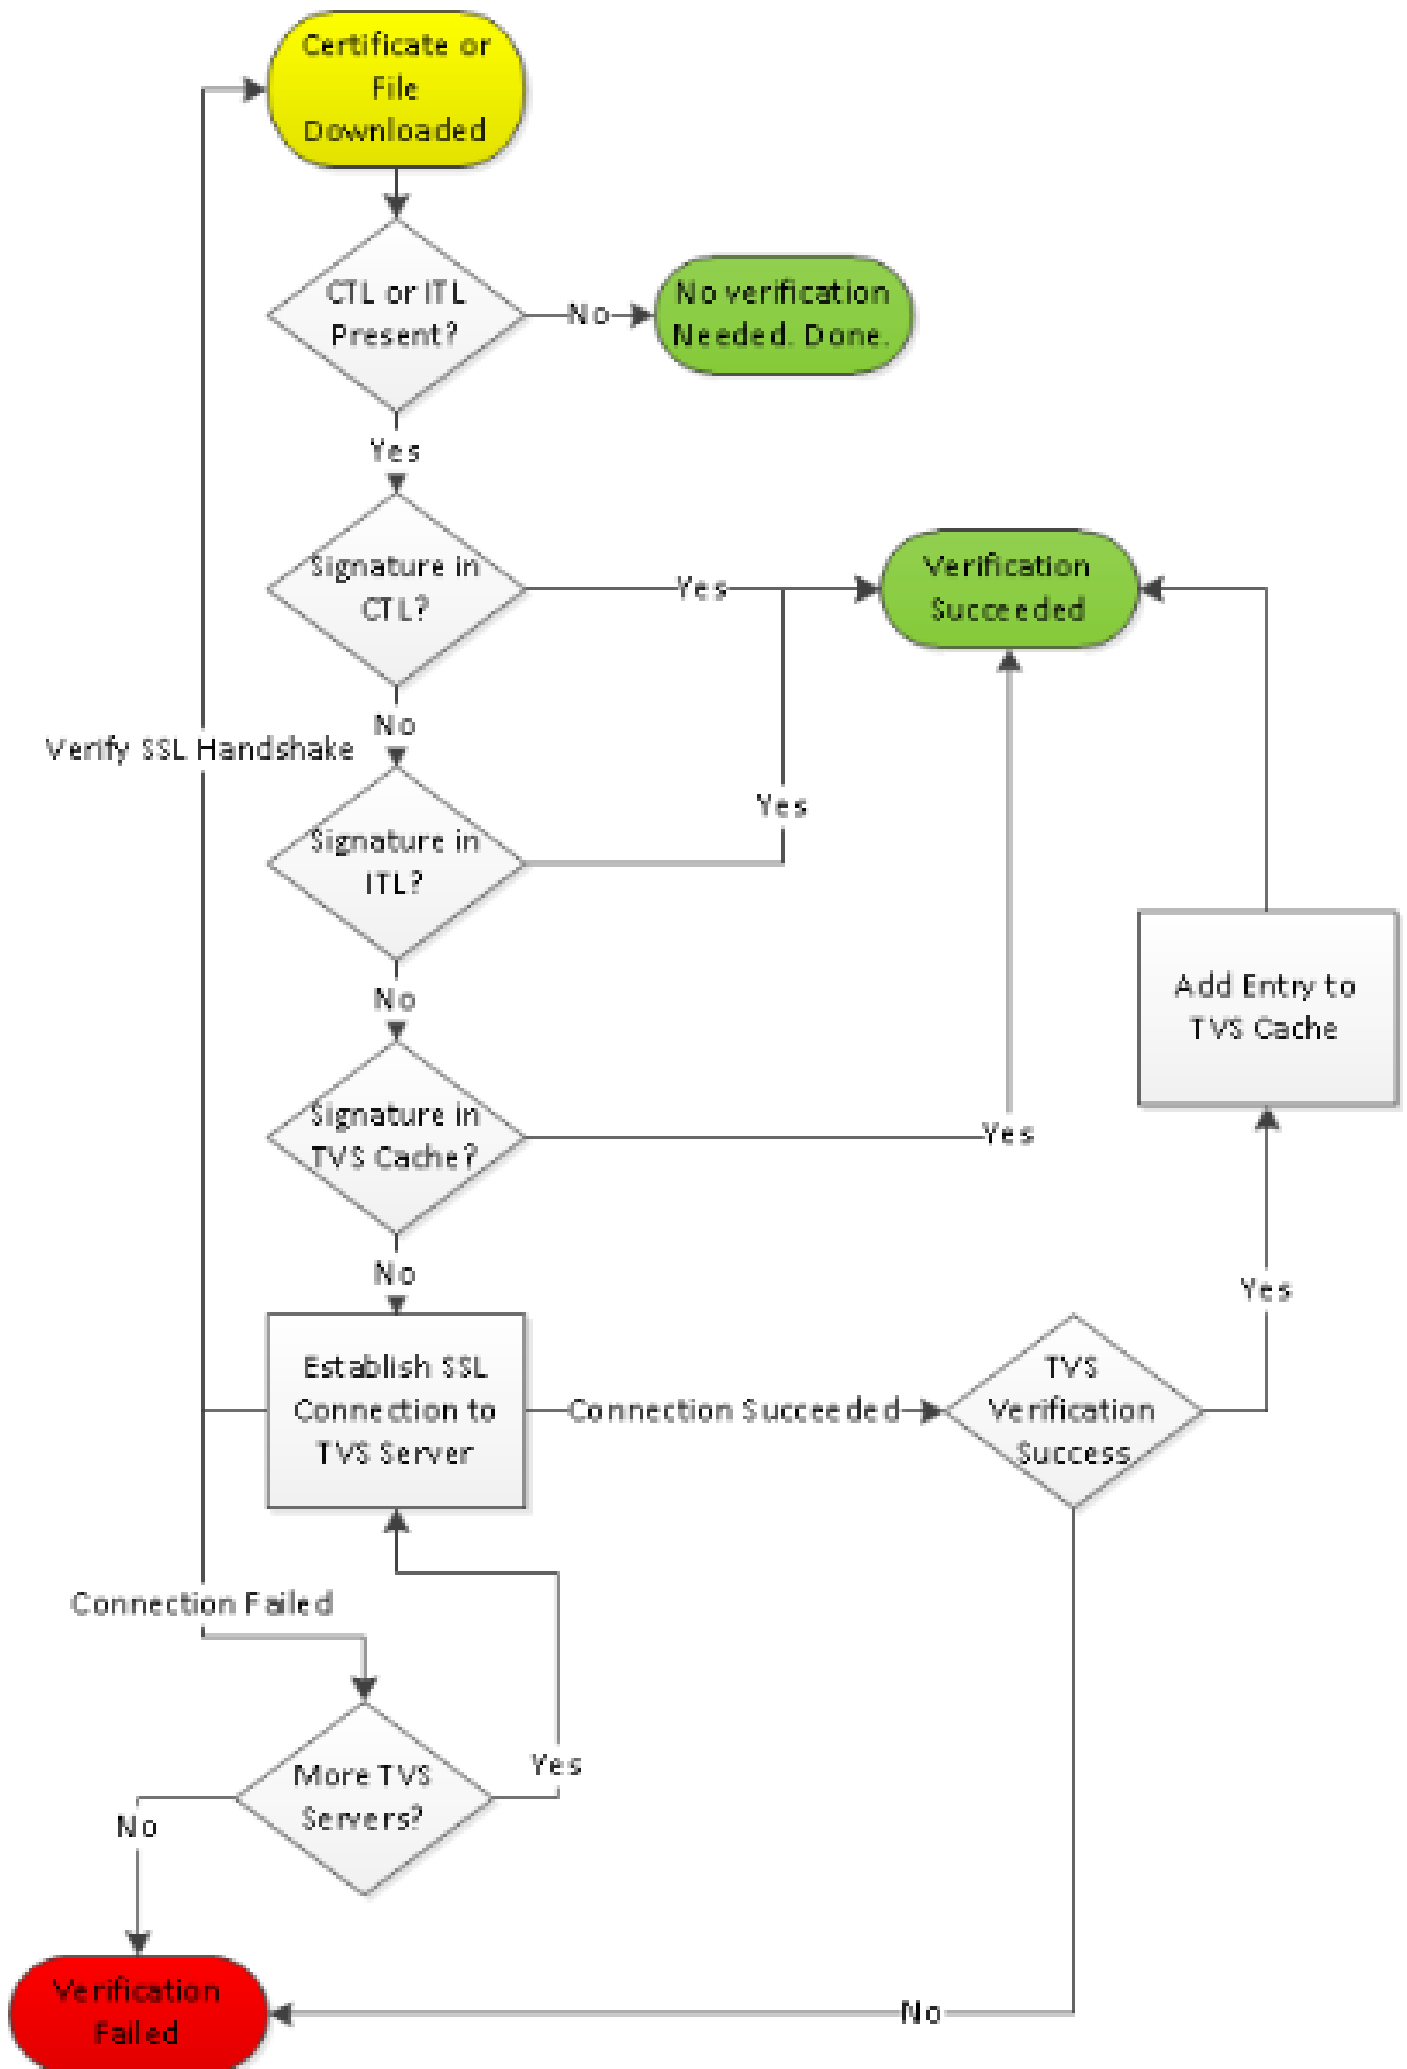 Certificate or
File
Downloaded
CTL or ITL
Present?
No
No verification
Needed. Done.
Yes
Signature in
CTL?
Yes
Verification
Succeeded
No
Verify SSL Handshake
Yes
Signature in
ITL?
No
Add Entry to
TVS Cache
Signature in
TVS Cache?
Yes
No
Yes
Establish SSL
Connection to
TVS Server
Connection Succeeded
TVS
Verification
Success
Connection Failed
More TVS
Servers?
Yes
No
Verification
Failed
No